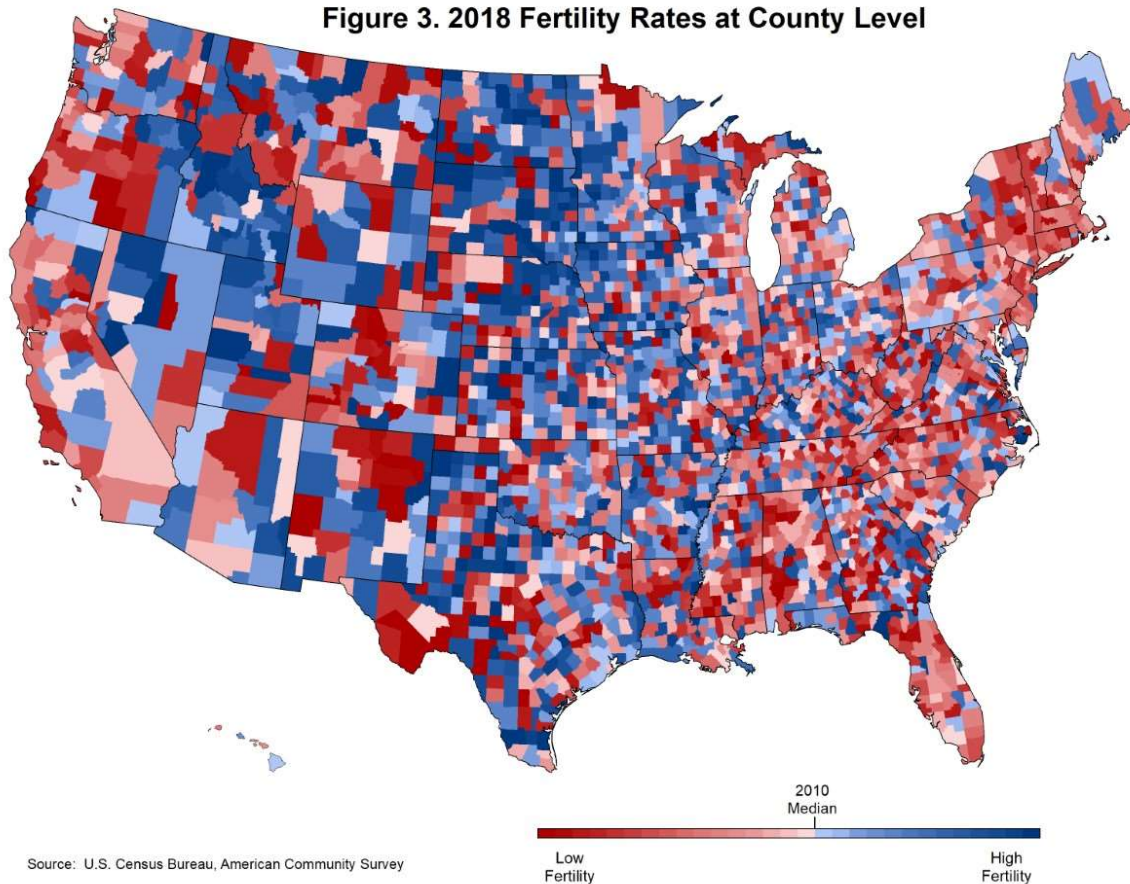 Figure 3. 2018 Fertility Rates at County Level
2010
Median
Low
Fertility
High
Fertility
Source: U.S. Census Bureau, American Community Survey